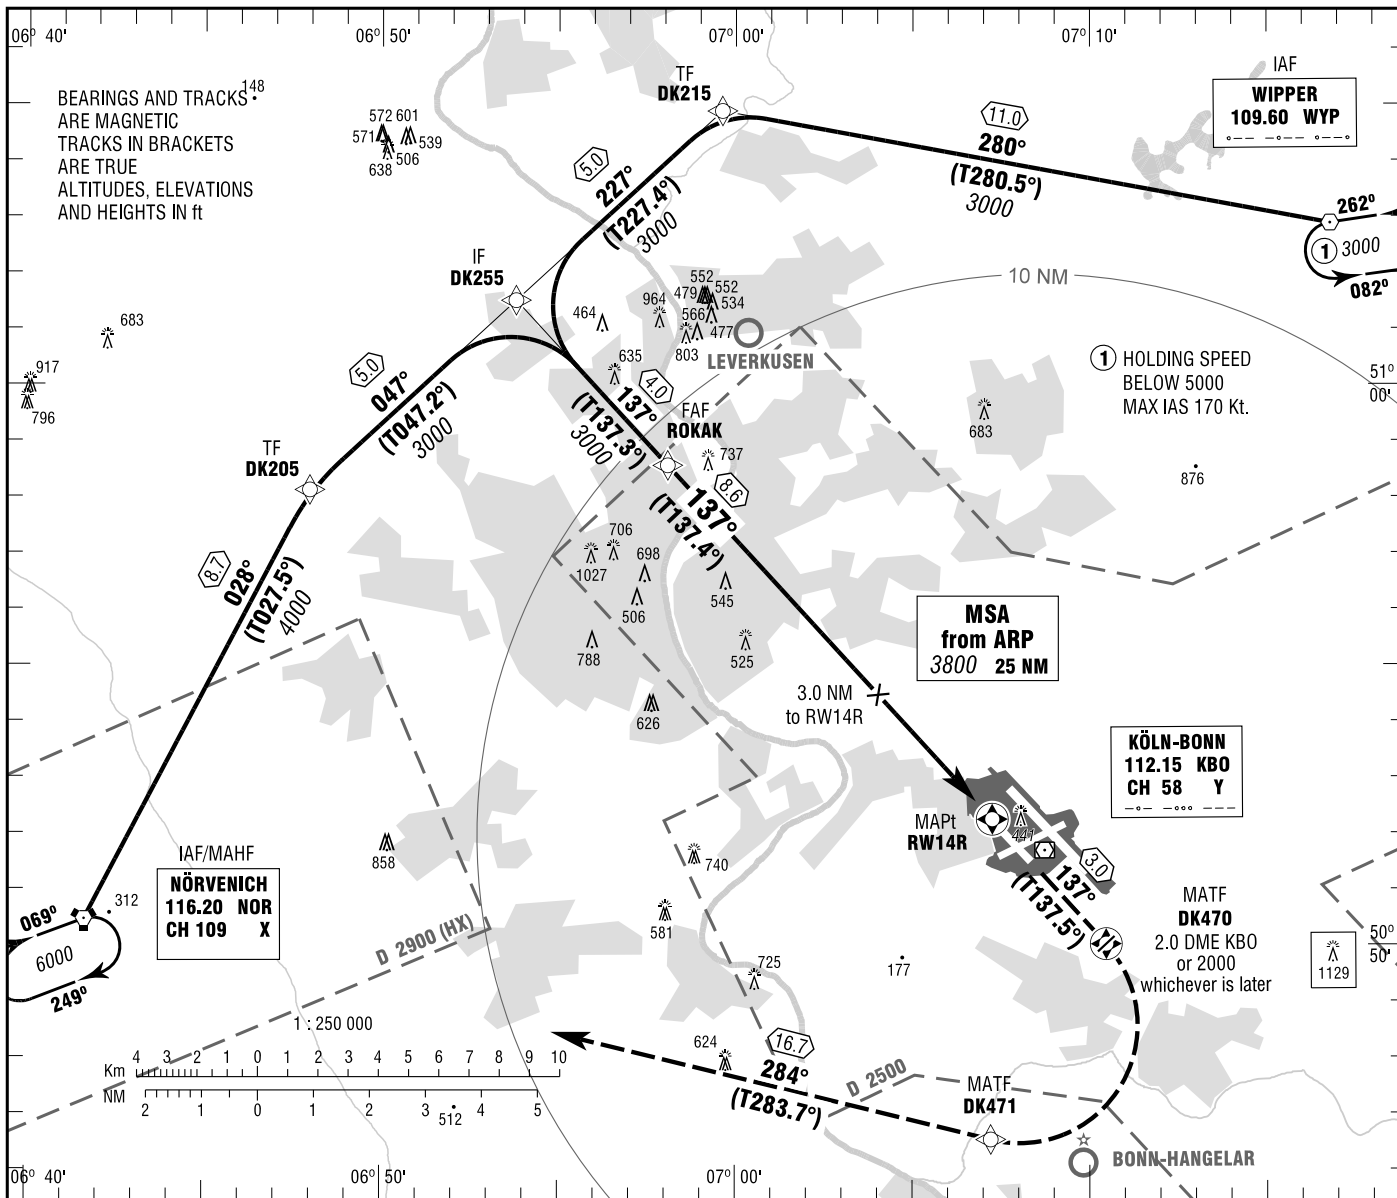 06° 40'
06° 50'
07° 00'
07° 10'
BEARINGS AND TRACKS
ARE MAGNETIC
TRACKS IN BRACKETS
ARE TRUE
ALTITUDES, ELEVATIONS
AND HEIGHTS IN ft
148
572 601
571
539
506
638
TF
DK215
11.0
280°
(T280.5°)
3000
IAF
WIPPER
109.60 WYP
5.0
227°
(T227.4°)
3000
262°
1 3000
082°
10 NM
IF
DK255
683
917
796
464
964
552
479
552
534
566
477
803
LEVERKUSEN
635
1 HOLDING SPEED
BELOW 5000
MAX IAS 170 Kt.
51°
00'
5.0
047°
(T047.2°)
3000
4.0
137°
(T137.3°)
3000
FAF
ROKAK
737
683
876
TF
DK205
8.6
137°
(T137.4°)
8.7
028°
(T027.5°)
4000
706
1027
698
506
545
788
525
626
MSA
from ARP
3800 25 NM
3.0 NM
to RW14R
KÖLN-BONN
112.15 KBO
CH 58 Y
MAPt
RW14R
441
3.0
137°
(T137.5°)
858
740
581
IAF/MAHF
NÖRVENICH
116.20 NOR
CH 109 X
312
069°
6000
249°
D 2900 (HX)
MATF
DK470
2.0 DME KBO
or 2000
whichever is later
50°
50'
1129
725
177
1 : 250 000
Km
4 3 2 1 0 1 2 3 4 5 6 7 8 9 10
NM
2 1 0 1 2 3 4 5
512
624
16.7
284°
(T283.7°)
D 2500
MATF
DK471
BONN-HANGELAR
06° 40'
06° 50'
07° 00'
07° 10'